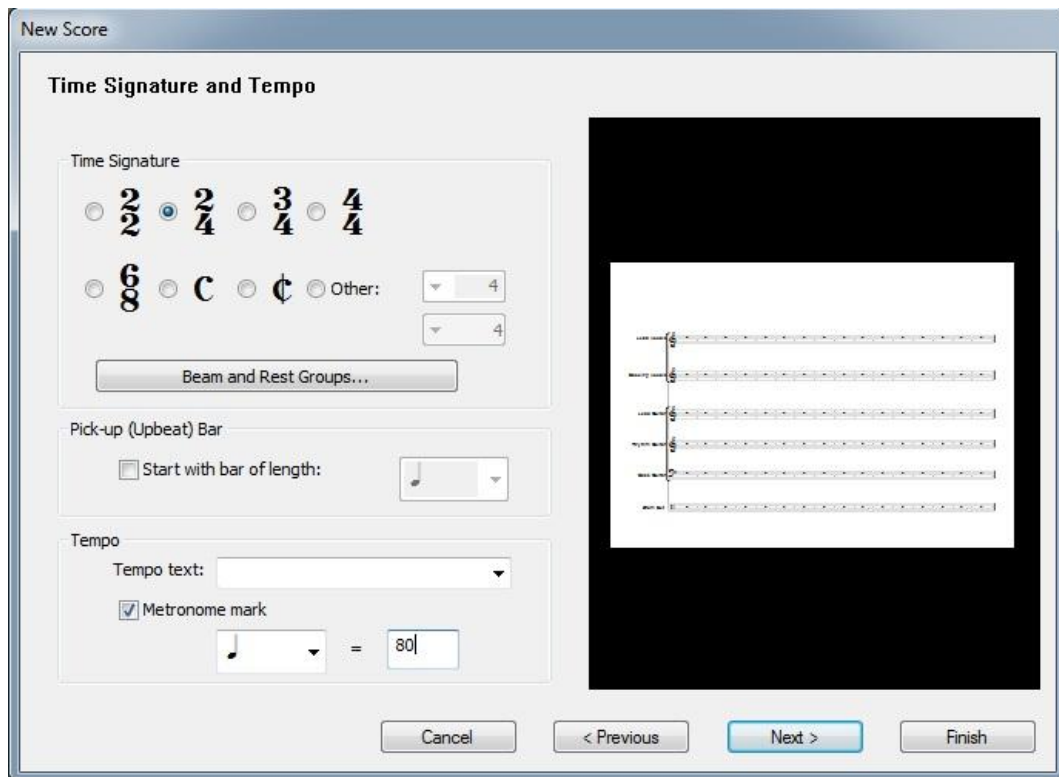 New Score
Time Signature and Tempo
Time Signature
2 2 2 4 3 4 4 4
6 8 C ¢ Other: 4
4
Beam and Rest Groups...
Pick-up (Upbeat) Bar
Start with bar of length:
Tempo
Tempo text:
Metronome mark
= 80
Cancel < Previous Next > Finish